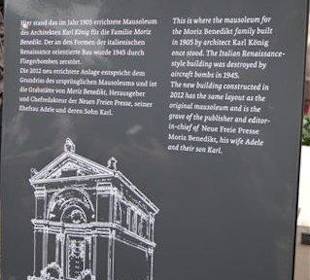 Hier stand das im Jahr 1905 errichtete Mausoleum
des Architekten Karl König für die Familie Moriz
Benedikt. Der an den Formen der italienischen
Renaissance orientierte Bau wurde 1945 durch
Fliegerbomben zerstört.
Die 2012 neu errichtete Anlage entspricht dem
Grundriss des ursprünglichen Mausoleums und ist
die Grabstätte von Moriz Benedikt, Herausgeber
und Chefredakteur der Neuen Freien Presse, seiner
Ehefrau Adele und deren Sohn Karl.
This is where the mausoleum for
the Moriz Benedikt family built
in 1905 by architect Karl König
once stood. The Italian Renaissance-
style building was destroyed by
aircraft bombs in 1945.
The new building constructed in
2012 has the same layout as the
original mausoleum and is the
grave of the publisher and editor-
in-chief of Neue Freie Presse
Moriz Benedikt, his wife Adele
and their son Karl.